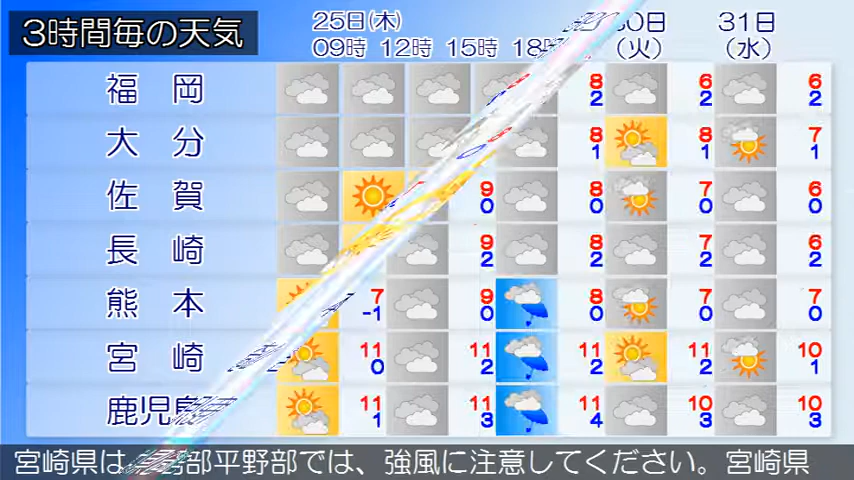 3時間毎の天気
25日(木) 30日 31日
09時 12時 15時 18時 (火) (水)
福岡 8 2 6 2 6 2
大分 8 1 8 1 7 1
佐賀 9 0 8 0 7 0 6 0
長崎 9 2 8 2 7 2 6 2
熊本 7 -1 9 0 8 0 7 0 7 0
宮崎 11 0 11 2 11 2 11 2 10 1
鹿児島 11 1 11 3 11 4 10 3 10 3
宮崎県は、部平野部では、強風に注意してください。宮崎県